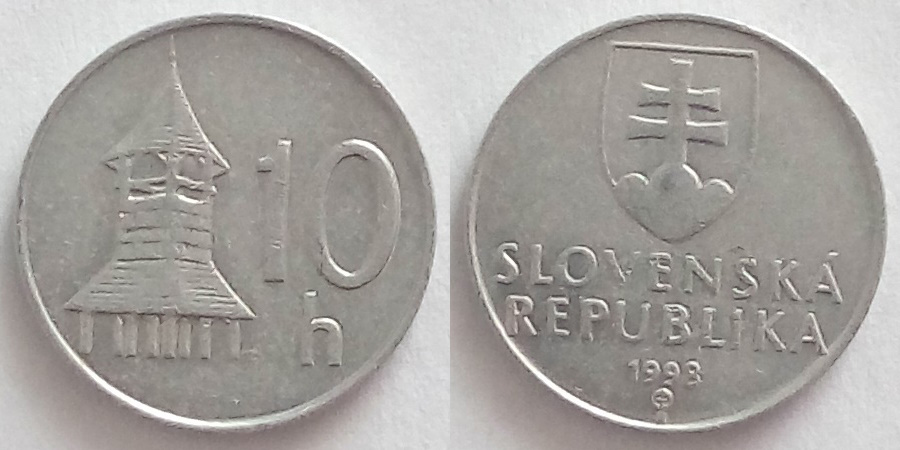 10
h
SLOVENSKÁ
REPUBLIKA
1993